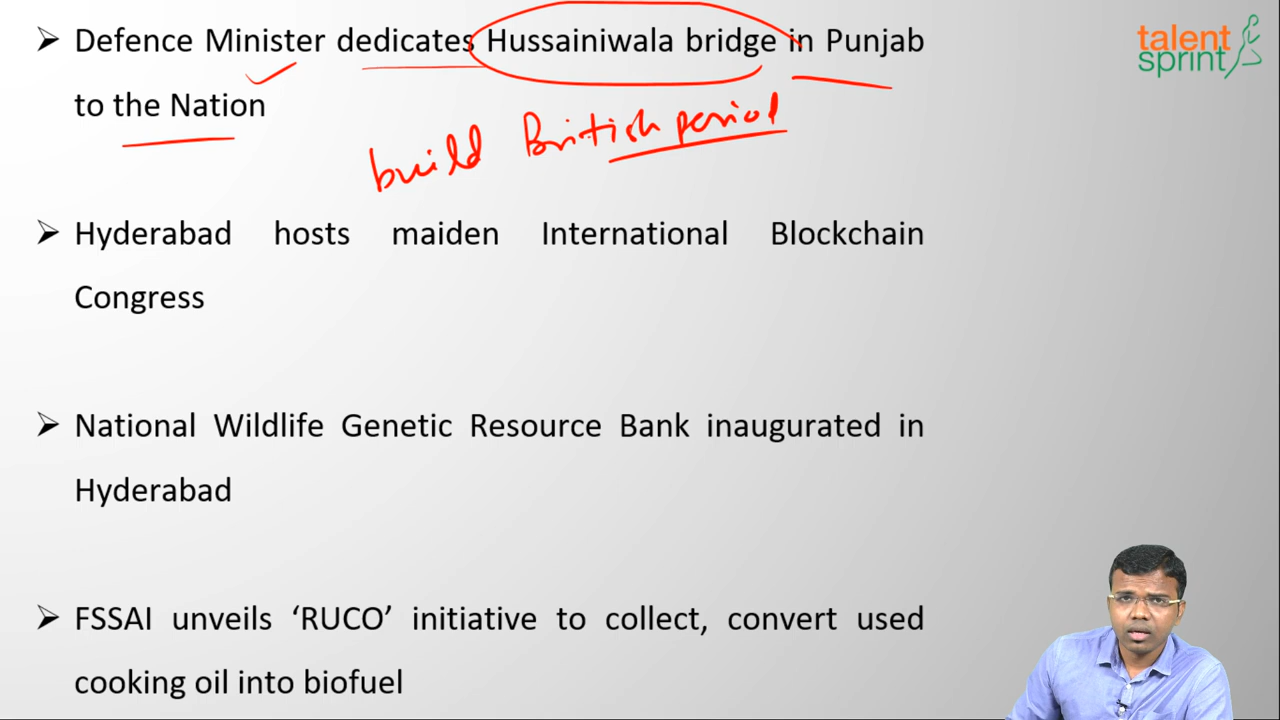 ➢ Defence Minister dedicates Hussainiwala bridge in Punjab
to the Nation
build British period
➢ Hyderabad hosts maiden International Blockchain
Congress
➢ National Wildlife Genetic Resource Bank inaugurated in
Hyderabad
➢ FSSAI unveils ‘RUCO’ initiative to collect, convert used
cooking oil into biofuel
talent
sprint